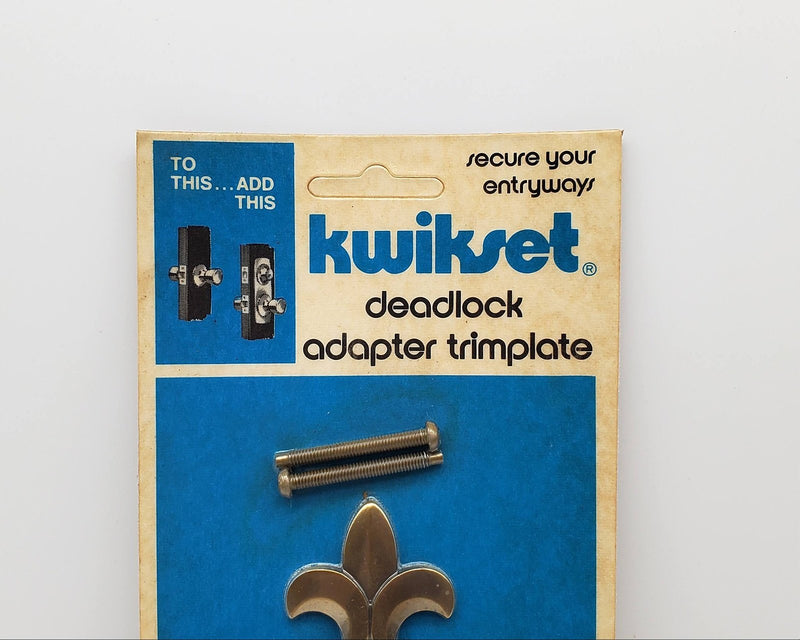 TO
THIS...ADD
THIS
secure your
entryways
kwikset®
deadlock
adapter trimplate